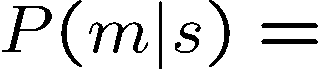 P(m|s) =